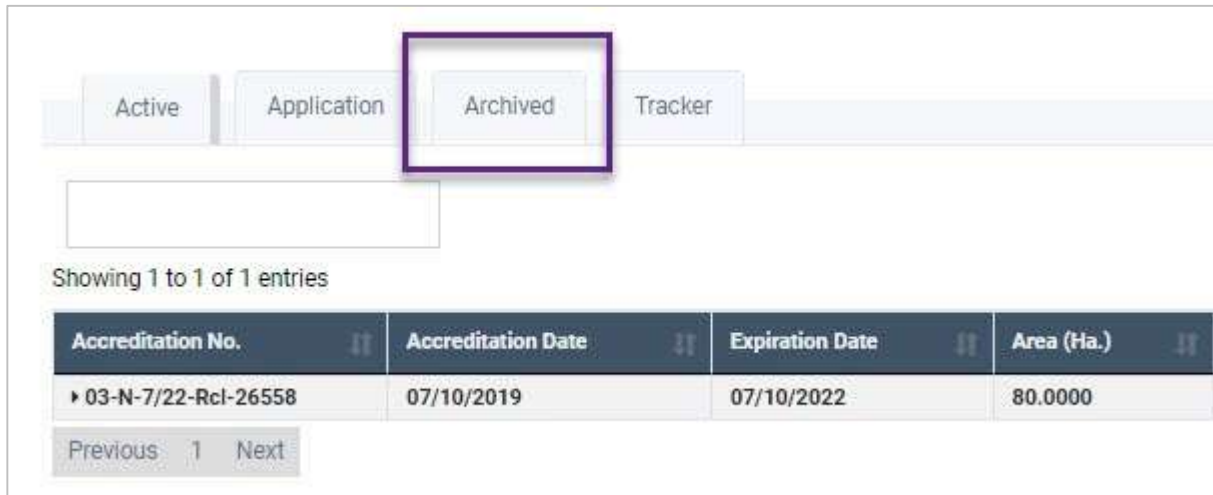 Active Application Archived Tracker
Showing 1 to 1 of 1 entries
Accreditation No. Accreditation Date Expiration Date Area (Ha.)
03-N-7/22-Rcl-26558 07/10/2019 07/10/2022 80.0000
Previous 1 Next